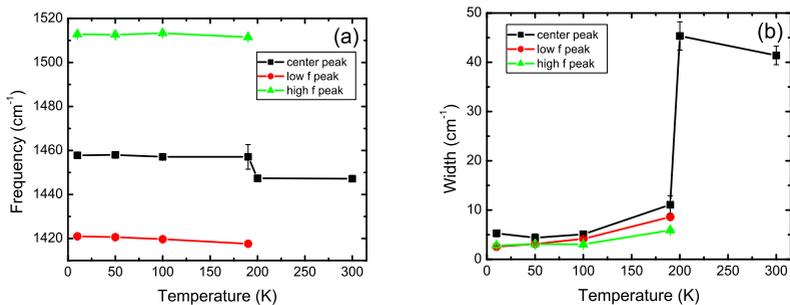 (a)
center peak
low f peak
high f peak
1520
1500
1480
1460
1440
1420
Frequency (cm-1)
0 50 100 150 200 250 300
Temperature (K)
(b)
center peak
low f peak
high f peak
50
40
30
20
10
0
Width (cm-1)
0 50 100 150 200 250 300
Temperature (K)